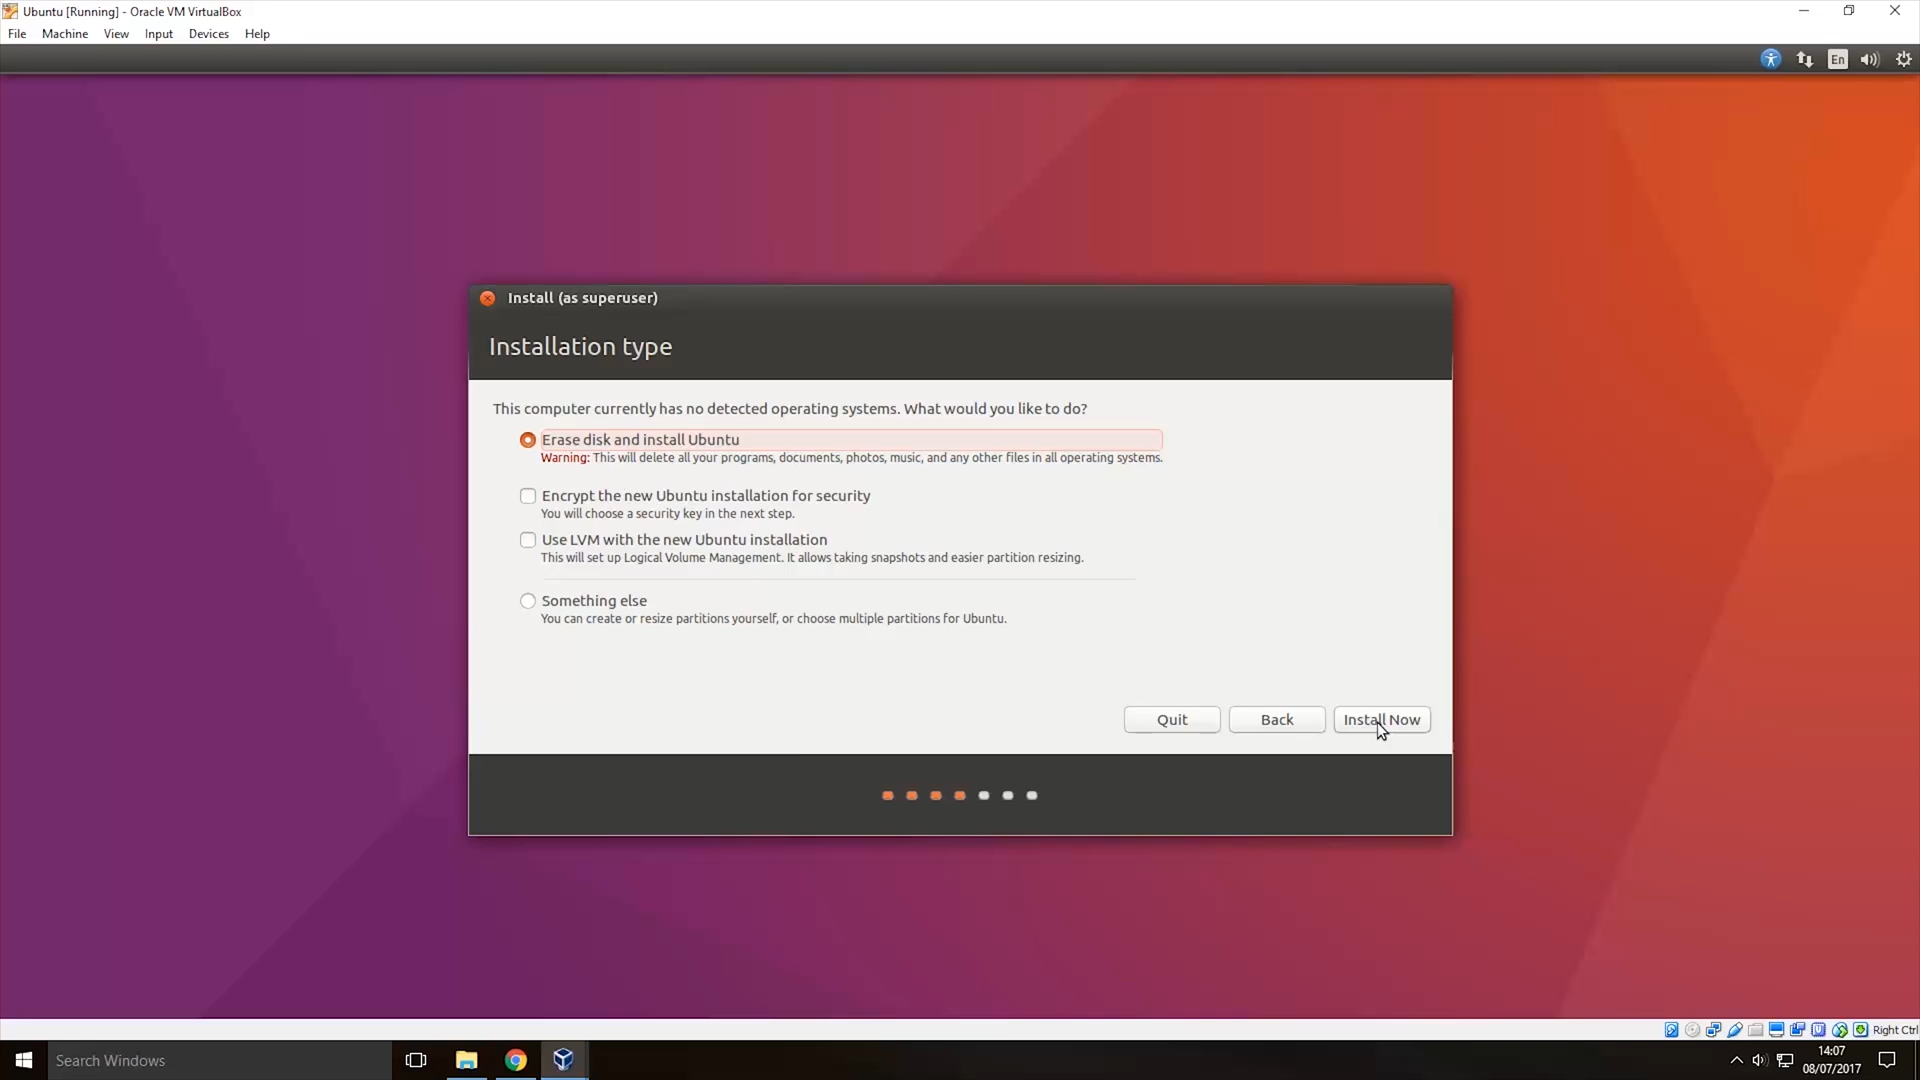 Ubuntu [Running] - Oracle VM VirtualBox
File Machine View Input Devices Help
En
Install (as superuser)
Installation type
This computer currently has no detected operating systems. What would you like to do?
Erase disk and install Ubuntu
Warning: This will delete all your programs, documents, photos, music, and any other files in all operating systems.
Encrypt the new Ubuntu installation for security
You will choose a security key in the next step.
Use LVM with the new Ubuntu installation
This will set up Logical Volume Management. It allows taking snapshots and easier partition resizing.
Something else
You can create or resize partitions yourself, or choose multiple partitions for Ubuntu.
Quit Back Install Now
Right Ctrl
Search Windows
14:07
08/07/2017